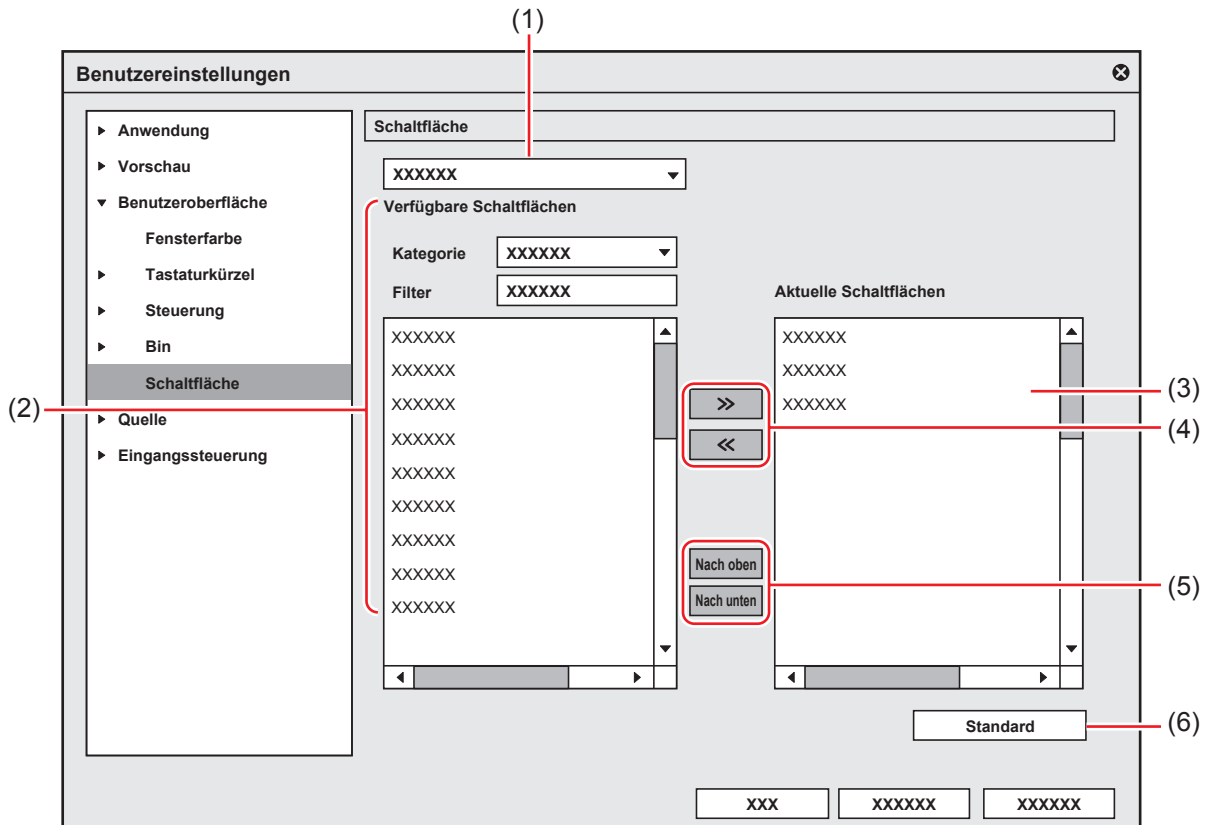 (1)
Benutzereinstellungen
Anwendung
Vorschau
Benutzeroberfläche
Fensterfarbe
Tastaturkürzel
Steuerung
Bin
Schaltfläche
Quelle
Eingangssteuerung
(2)
Schaltfläche
XXXXXX
Verfügbare Schaltflächen
Kategorie XXXXXX
Filter XXXXXX
XXXXXX
XXXXXX
XXXXXX
XXXXXX
XXXXXX
XXXXXX
XXXXXX
XXXXXX
XXXXXX
>>
<<
Nach oben
Nach unten
Aktuelle Schaltflächen
XXXXXX
XXXXXX
XXXXXX
(3)
(4)
(5)
Standard
(6)
XXX XXXXXX XXXXXX